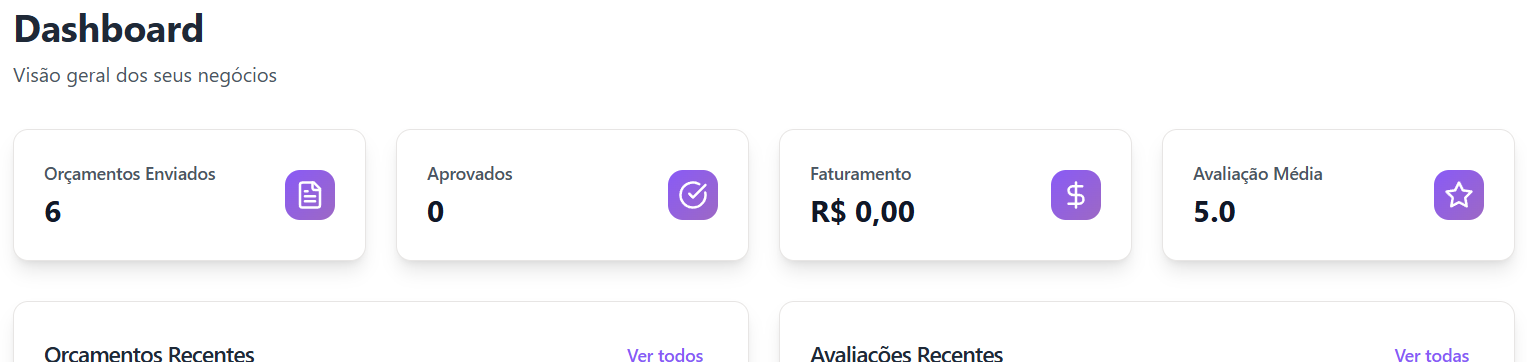 Dashboard
Visão geral dos seus negócios
Orçamentos Enviados
6
Aprovados
0
Faturamento
R$ 0,00
Avaliação Média
5.0
Orçamentos Recentes
Ver todos
Avaliações Recentes
Ver todas